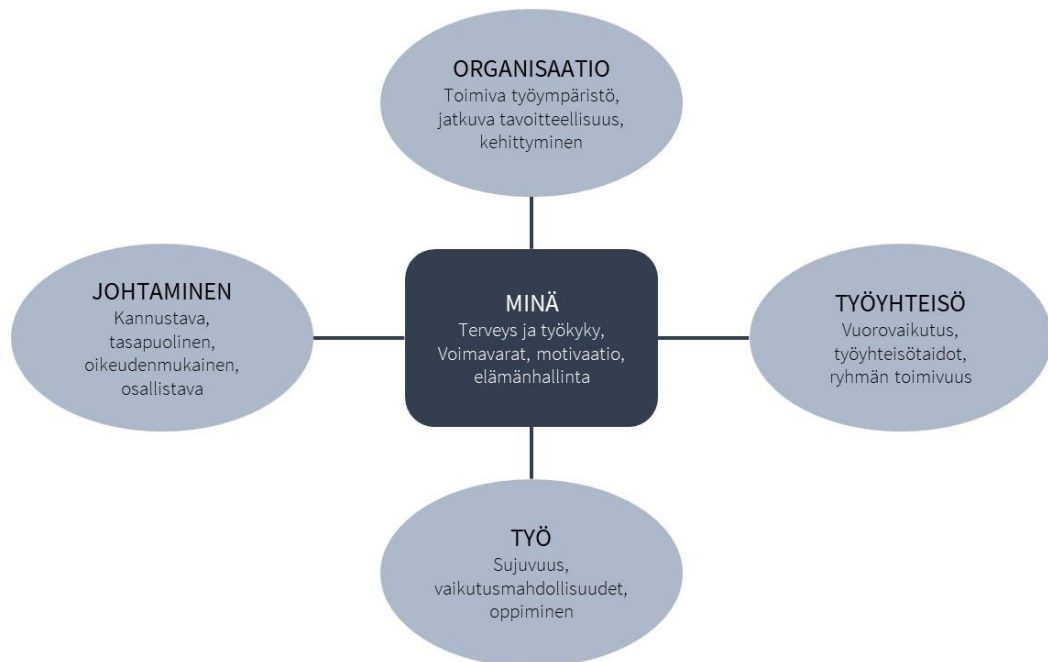 ORGANISAATIO
Toimiva työympäristö,
jatkuva tavoitteellisuus,
kehittyminen
JOHTAMINEN
Kannustava,
tasapuolinen,
oikeudenmukainen,
osallistava
MINÄ
Terveys ja työkyky,
Voimavarat, motivaatio,
elämänhallinta
TYÖYHTEISÖ
Vuorovaikutus,
työyhteisötaidot,
ryhmän toimivuus
TYÖ
Sujuvuus,
vaikutusmahdollisuudet,
oppiminen